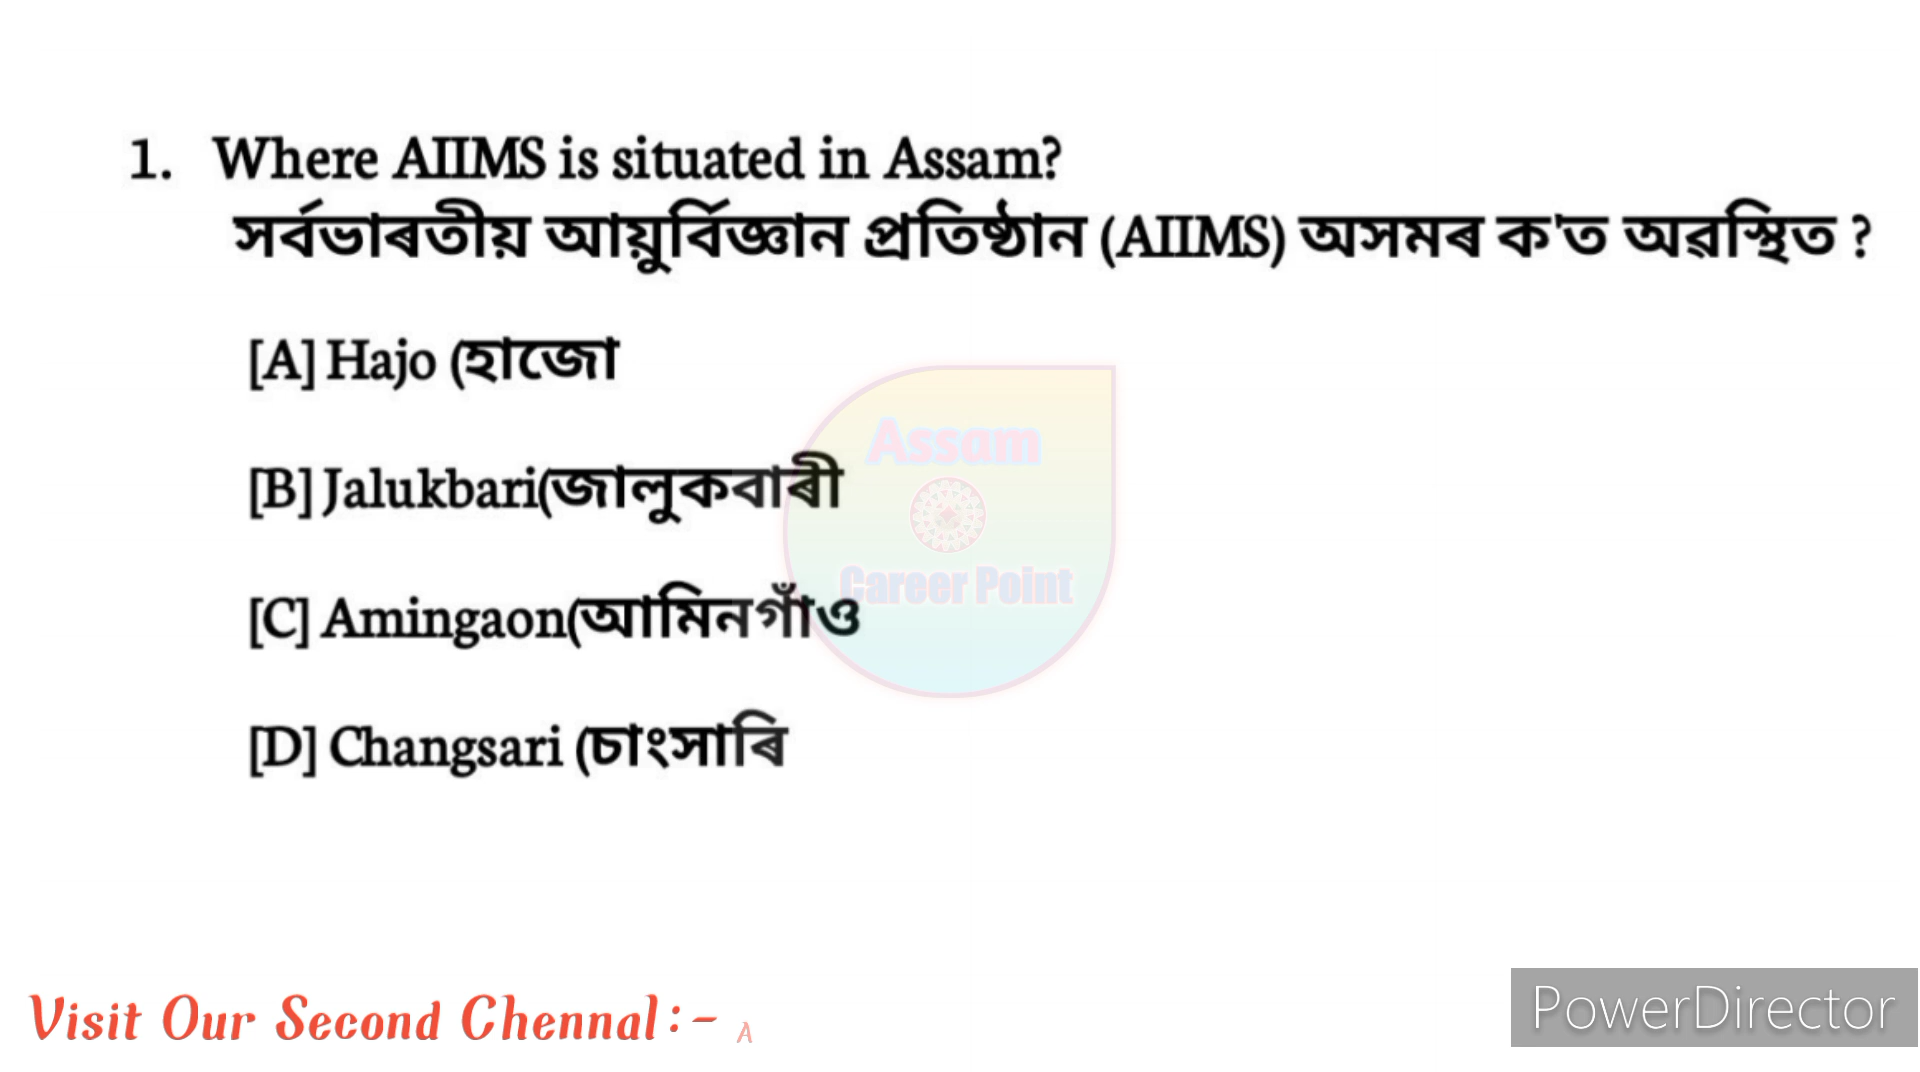 1. Where AIIMS is situated in Assam?
সৰ্বভাৰতীয় আয়ুৰ্বিজ্ঞান প্ৰতিষ্ঠান (AIIMS) অসমৰ ক'ত অৱস্থিত ?
[A] Hajo (হাজো
[B] Jalukbari(জালুকবাৰী
[C] Amingaon(আমিনগাঁও
[D] Changsari (চাংসাৰি
Assam
Career Point
Visit Our Second Chennal:- A
PowerDirector